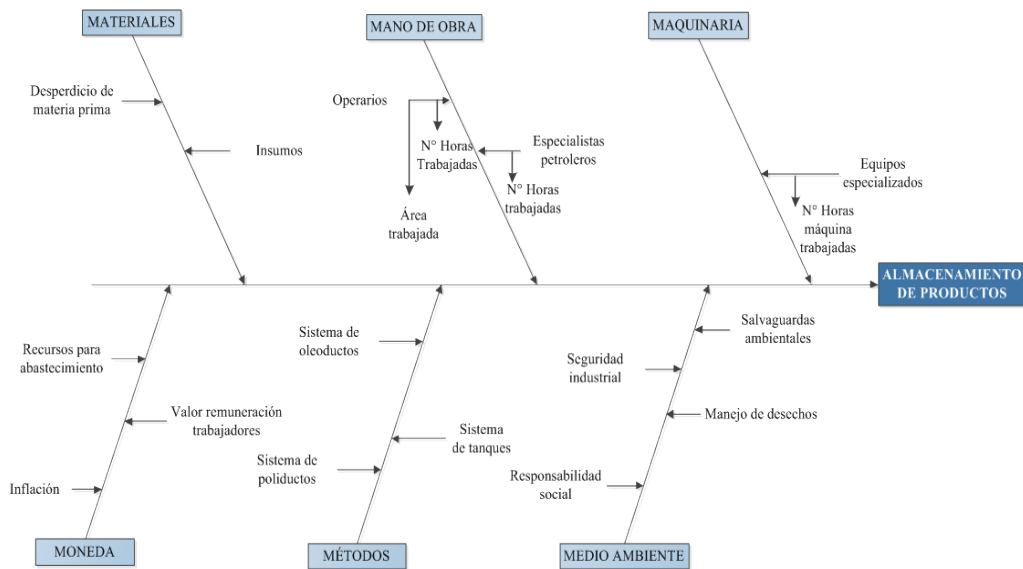 MATERIALES
MANO DE OBRA
MAQUINARIA
Desperdicio de
materia prima
Insumos
Operarios
N° Horas
Trabajadas
Área
trabajada
Especialistas
petroleros
N° Horas
trabajadas
Equipos
especializados
N° Horas
máquina
trabajadas
ALMACENAMIENTO
DE PRODUCTOS
Recursos para
abastecimiento
Valor remuneración
trabajadores
Inflación
Sistema de
oleoductos
Sistema
de tanques
Sistema de
poliductos
Salvaguardas
ambientales
Seguridad
industrial
Manejo de desechos
Responsabilidad
social
MONEDA
MÉTODOS
MEDIO AMBIENTE